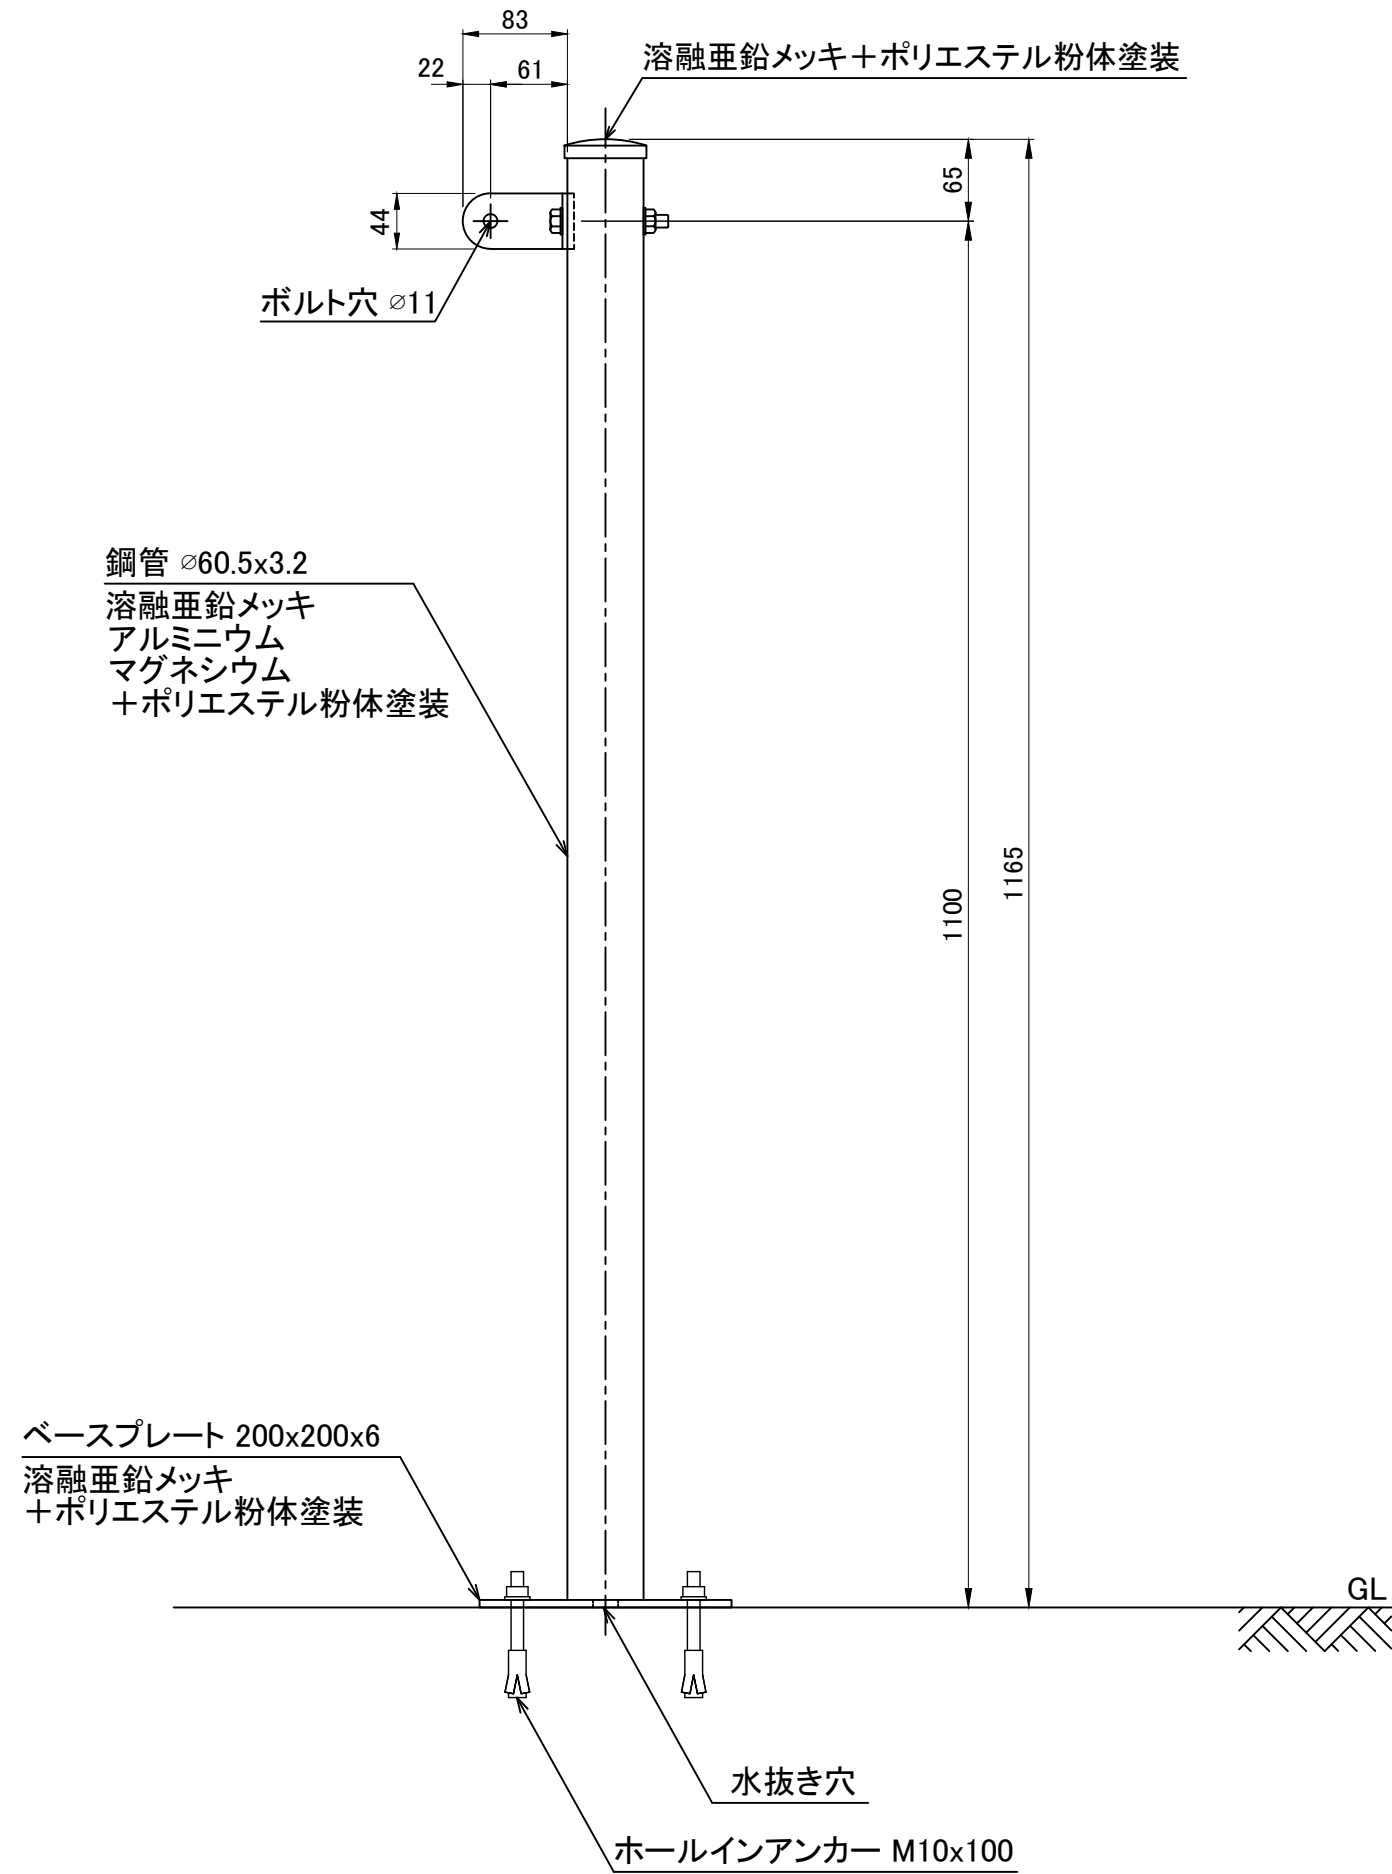 83
溶融亜鉛メッキ＋ポリエステル粉体塗装
22
61
65
44
ボルト穴 ⌀11
鋼管 ⌀60.5x3.2
溶融亜鉛メッキ
アルミニウム
マグネシウム
＋ポリエステル粉体塗装
1165
1100
ベースプレート 200x200x6
溶融亜鉛メッキ
＋ポリエステル粉体塗装
GL
水抜き穴
ホールインアンカー M10x100